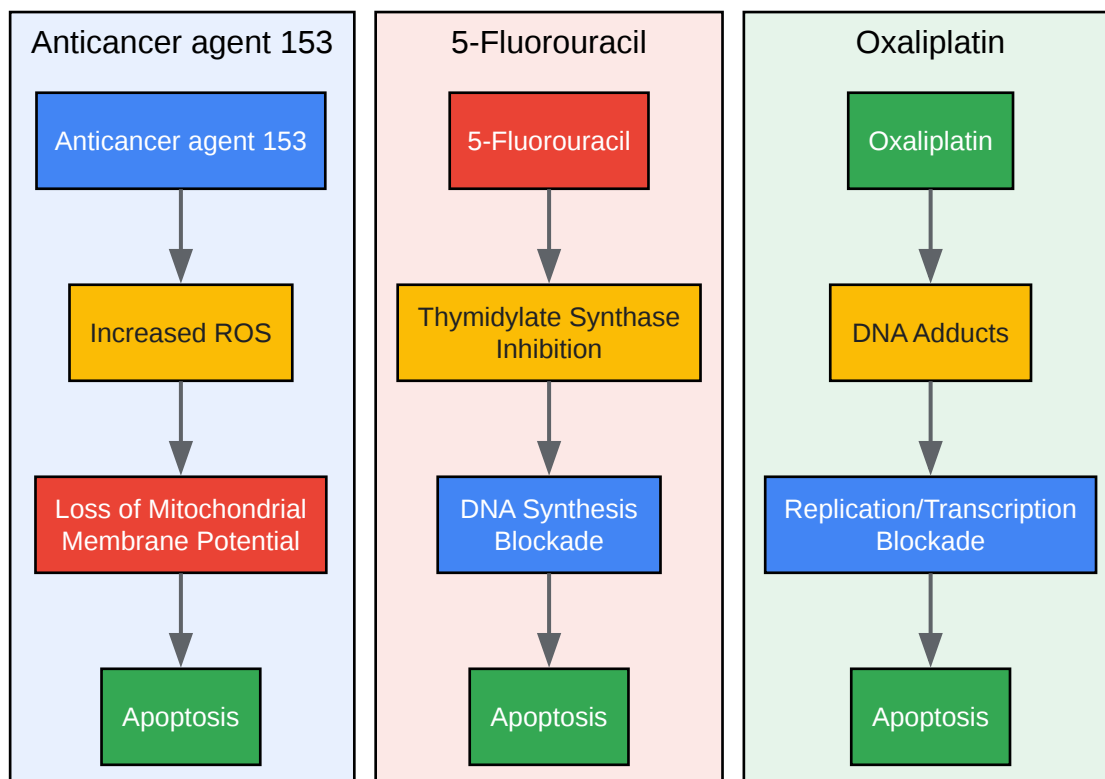 Anticancer agent 153
Anticancer agent 153
Increased ROS
Loss of Mitochondrial
Membrane Potential
Apoptosis
5-Fluorouracil
5-Fluorouracil
Thymidylate Synthase
Inhibition
DNA Synthesis
Blockade
Apoptosis
Oxaliplatin
Oxaliplatin
DNA Adducts
Replication/Transcription
Blockade
Apoptosis